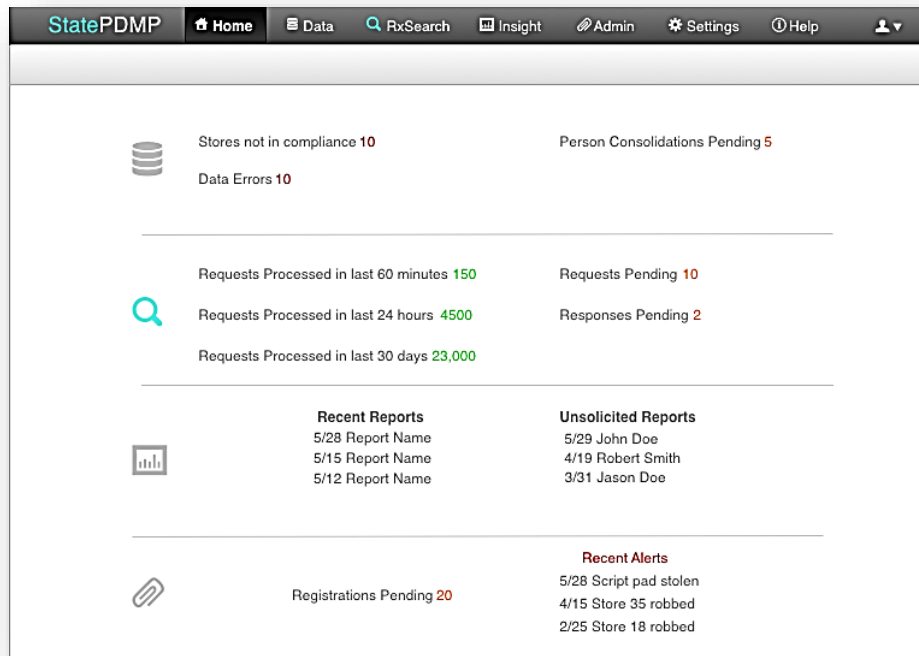 StatePDMP Home Data RxSearch Insight Admin Settings Help
Stores not in compliance 10
Person Consolidations Pending 5
Data Errors 10
Requests Processed in last 60 minutes 150
Requests Pending 10
Requests Processed in last 24 hours 4500
Responses Pending 2
Requests Processed in last 30 days 23,000
Recent Reports
5/28 Report Name
5/15 Report Name
5/12 Report Name
Unsolicited Reports
5/29 John Doe
4/19 Robert Smith
3/31 Jason Doe
Registrations Pending 20
Recent Alerts
5/28 Script pad stolen
4/15 Store 35 robbed
2/25 Store 18 robbed